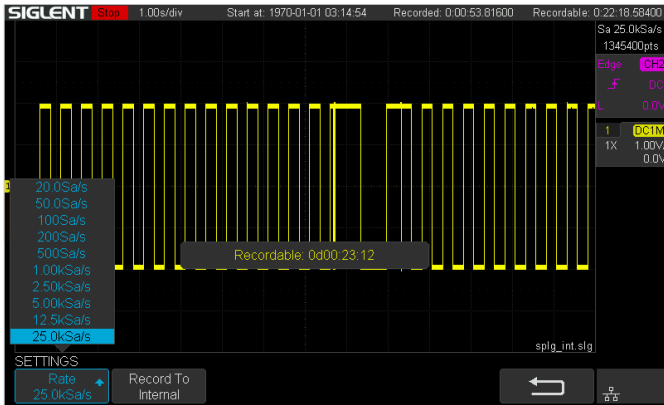 SIGLENT Stop 1.00s/div Start at: 1970-01-01 03:14:54 Recorded: 0:00:53.81600 Recordable: 0:22:18.58400
Sa 25.0kSa/s
1345400pts
Edge CH2
DC
L 0.0V
1 DC1M
1X 1.00V/
0.0V
1
20.0Sa/s
50.0Sa/s
100Sa/s
200Sa/s
500Sa/s
1.00kSa/s
2.50kSa/s
5.00kSa/s
12.5kSa/s
25.0kSa/s
Recordable: 0d00:23:12
splg_int.slg
SETTINGS
Rate
25.0kSa/s
Record To
Internal